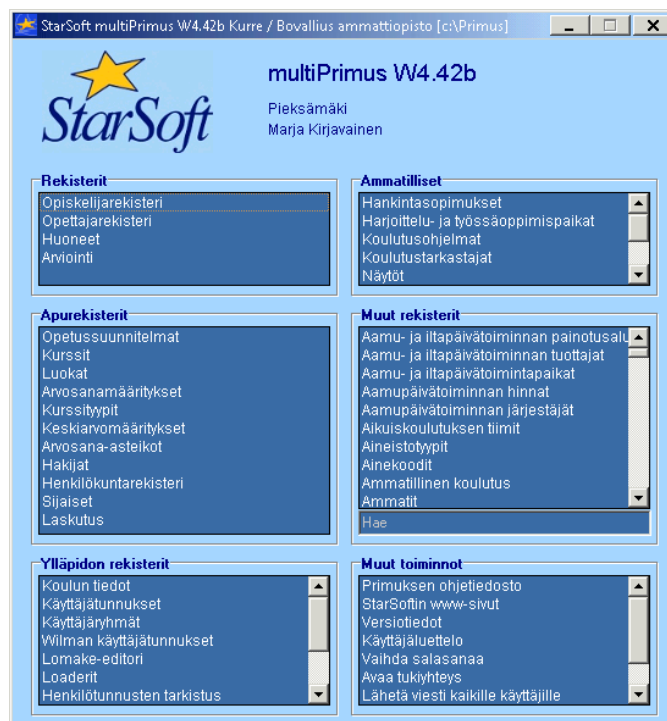 StarSoft multiPrimus W4.42b Kurre / Bovallius ammattiopisto [c:\Primus]
StarSoft
multiPrimus W4.42b
Pieksämäki
Marja Kirjavainen
Rekisterit
Opiskelijarekisteri
Opettajarekisteri
Huoneet
Arviointi
Ammatilliset
Hankintasopimukset
Harjoittelu- ja työssäoppimispaikat
Koulutusohjelmat
Koulutustarkastajat
Näytöt
Apurekisterit
Opetussuunnitelmat
Kurssit
Luokat
Arvosanamääritykset
Kurssityypit
Keskiarvomääritykset
Arvosana-asteikot
Hakijat
Henkilökuntarekisteri
Sijaiset
Laskutus
Muut rekisterit
Aamu- ja iltapäivätoiminnan painotusalu
Aamu- ja iltapäivätoiminnan tuottajat
Aamu- ja iltapäivätoimintapaikat
Aamupäivätoiminnan hinnat
Aamupäivätoiminnan järjestäjät
Aikuiskoulutuksen tiimit
Aineistotyypit
Ainekoodit
Ammatillinen koulutus
Ammatit
Hae
Ylläpidon rekisterit
Koulun tiedot
Käyttäjätunnukset
Käyttäjäryhmät
Wilman käyttäjätunnukset
Lomake-editori
Loaderit
Henkilötunnusten tarkistus
Muut toiminnot
Primuksen ohjetiedosto
StarSoftin www-sivut
Versiotiedot
Käyttäjäluettelo
Vaihda salasanaa
Avaa tukiyhteys
Lähetä viesti kaikille käyttäjille